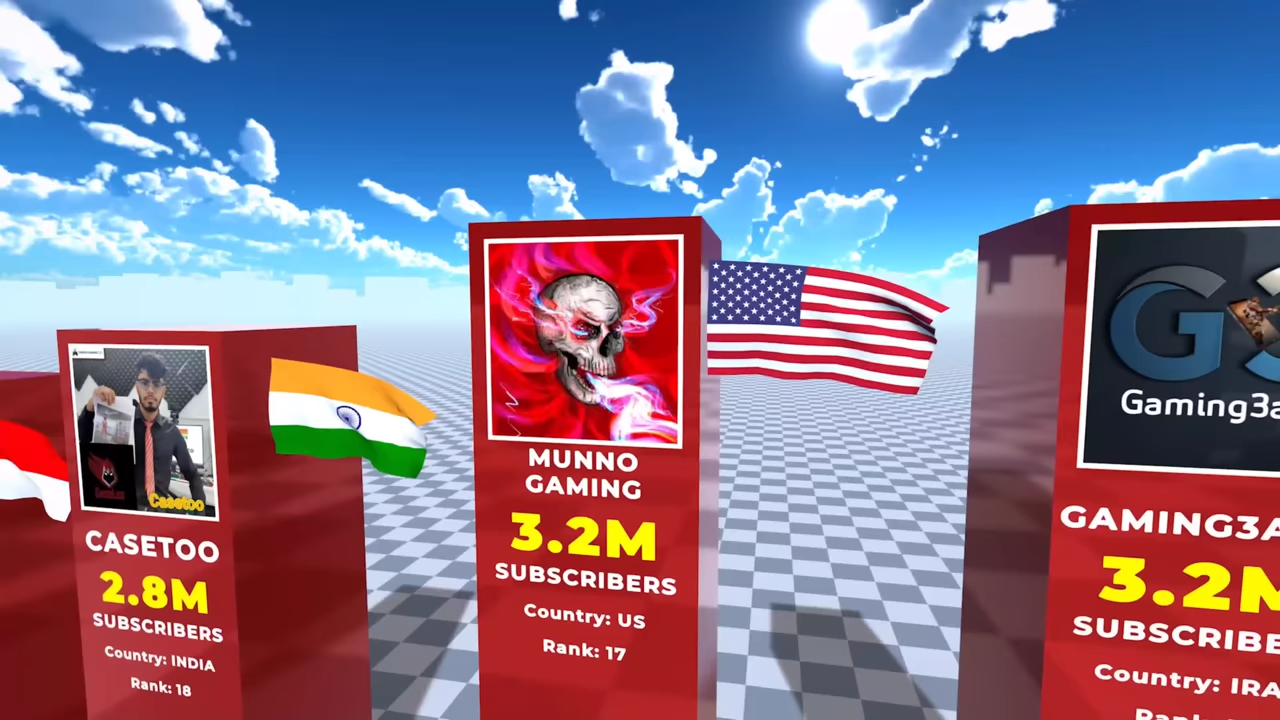 Casetoo
CASETOO
2.8M
SUBSCRIBERS
Country: INDIA
Rank: 18
MUNNO
GAMING
3.2M
SUBSCRIBERS
Country: US
Rank: 17
Gaming3a
GAMING3A
3.2M
SUBSCRIBE
Country: IRA